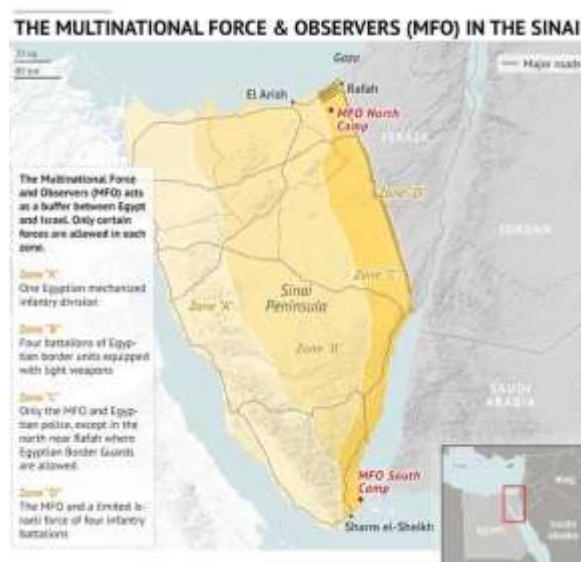 THE MULTINATIONAL FORCE & OBSERVERS (MFO) IN THE SINAI
Gaza
Major roads
El Arish
Rafah
MFO North
Camp
ISRAEL
Zone "D"
The Multinational Force
and Observers (MFO) acts
as a buffer between Egypt
and Israel. Only certain
forces are allowed in each
zone.
JORDAN
Zone "A"
One Egyptian mechanized
infantry division
Zone "C"
Sinai
Peninsula
Zone "A"
Zone "B"
Zone "B"
Four battalions of Egyp-
tian border units equipped
with light weapons
SAUDI
ARABIA
Zone "C"
Only the MFO and Egyp-
tian police, except in the
north near Rafah where
Egyptian Border Guards
are allowed.
MFO South
Camp
Zone "D"
The MFO and a limited Is-
raeli force of four infantry
battalions
Sharm el-Sheikh
IRAQ
EGYPT
SAUDI
ARABIA